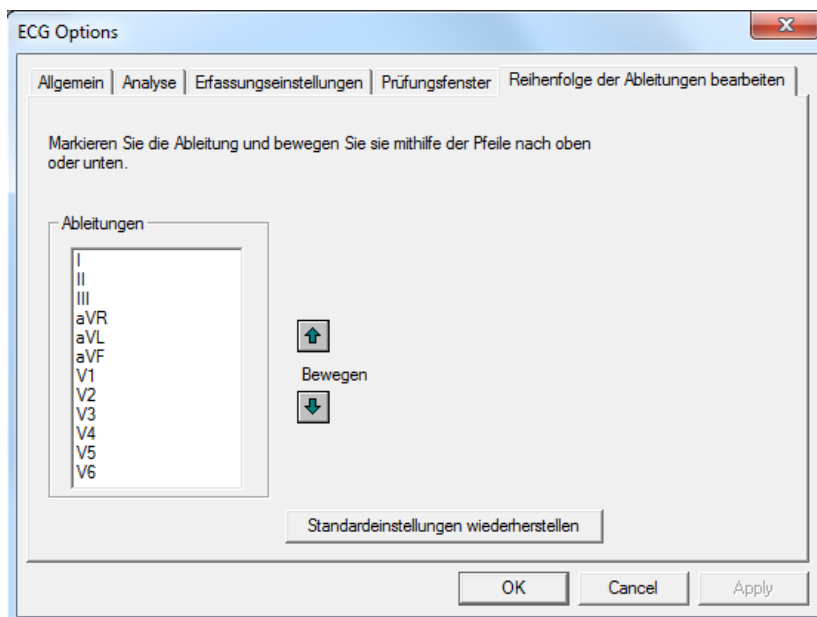 ECG Options
X
Allgemein Analyse Erfassungseinstellungen Prüfungsfenster Reihenfolge der Ableitungen bearbeiten
Markieren Sie die Ableitung und bewegen Sie sie mithilfe der Pfeile nach oben
oder unten.
Ableitungen
I
II
III
aVR
aVL
aVF
V1
V2
V3
V4
V5
V6
Bewegen
Standardeinstellungen wiederherstellen
OK Cancel Apply